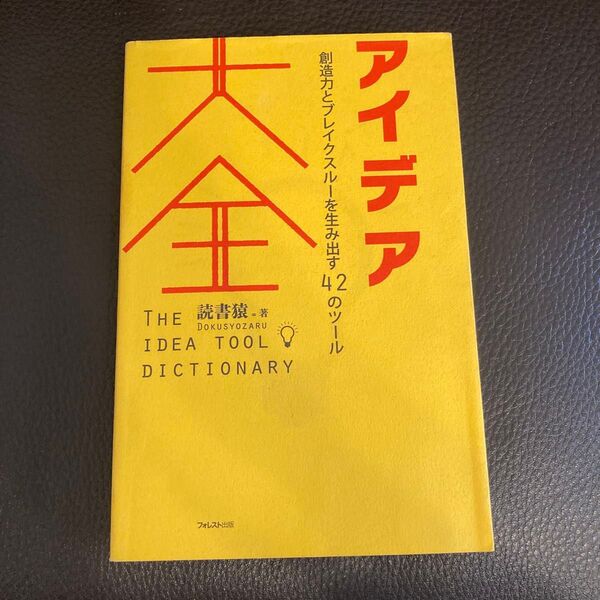 アイデア
大全
創造力とブレイクスルーを生み出す42のツール
読書猿・著
DOKUSYOZARU
THE
IDEA TOOL
DICTIONARY
フォレスト出版